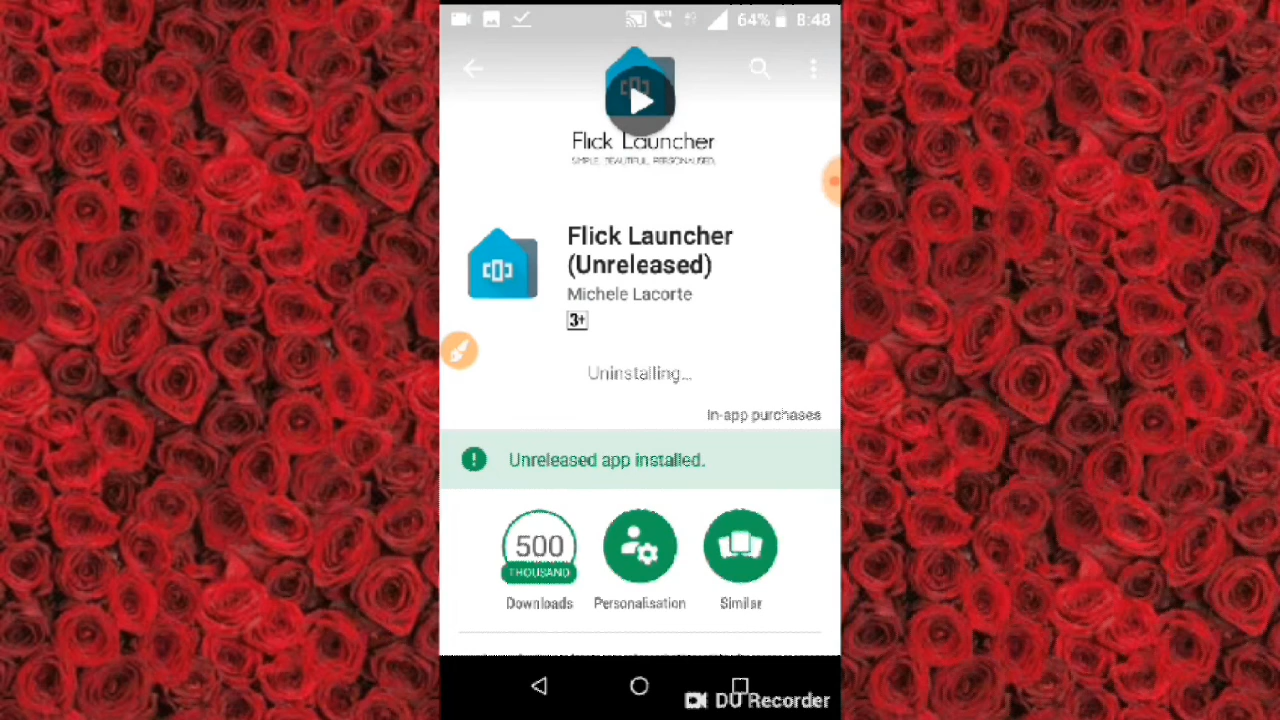 64% 8:48
Flick Launcher
SIMPLE. BEAUTIFUL. PERSONALISED.
Flick Launcher
(Unreleased)
Michele Lacorte
3+
Uninstalling...
In-app purchases
Unreleased app installed.
500
THOUSAND
Downloads Personalisation Similar
DU Recorder